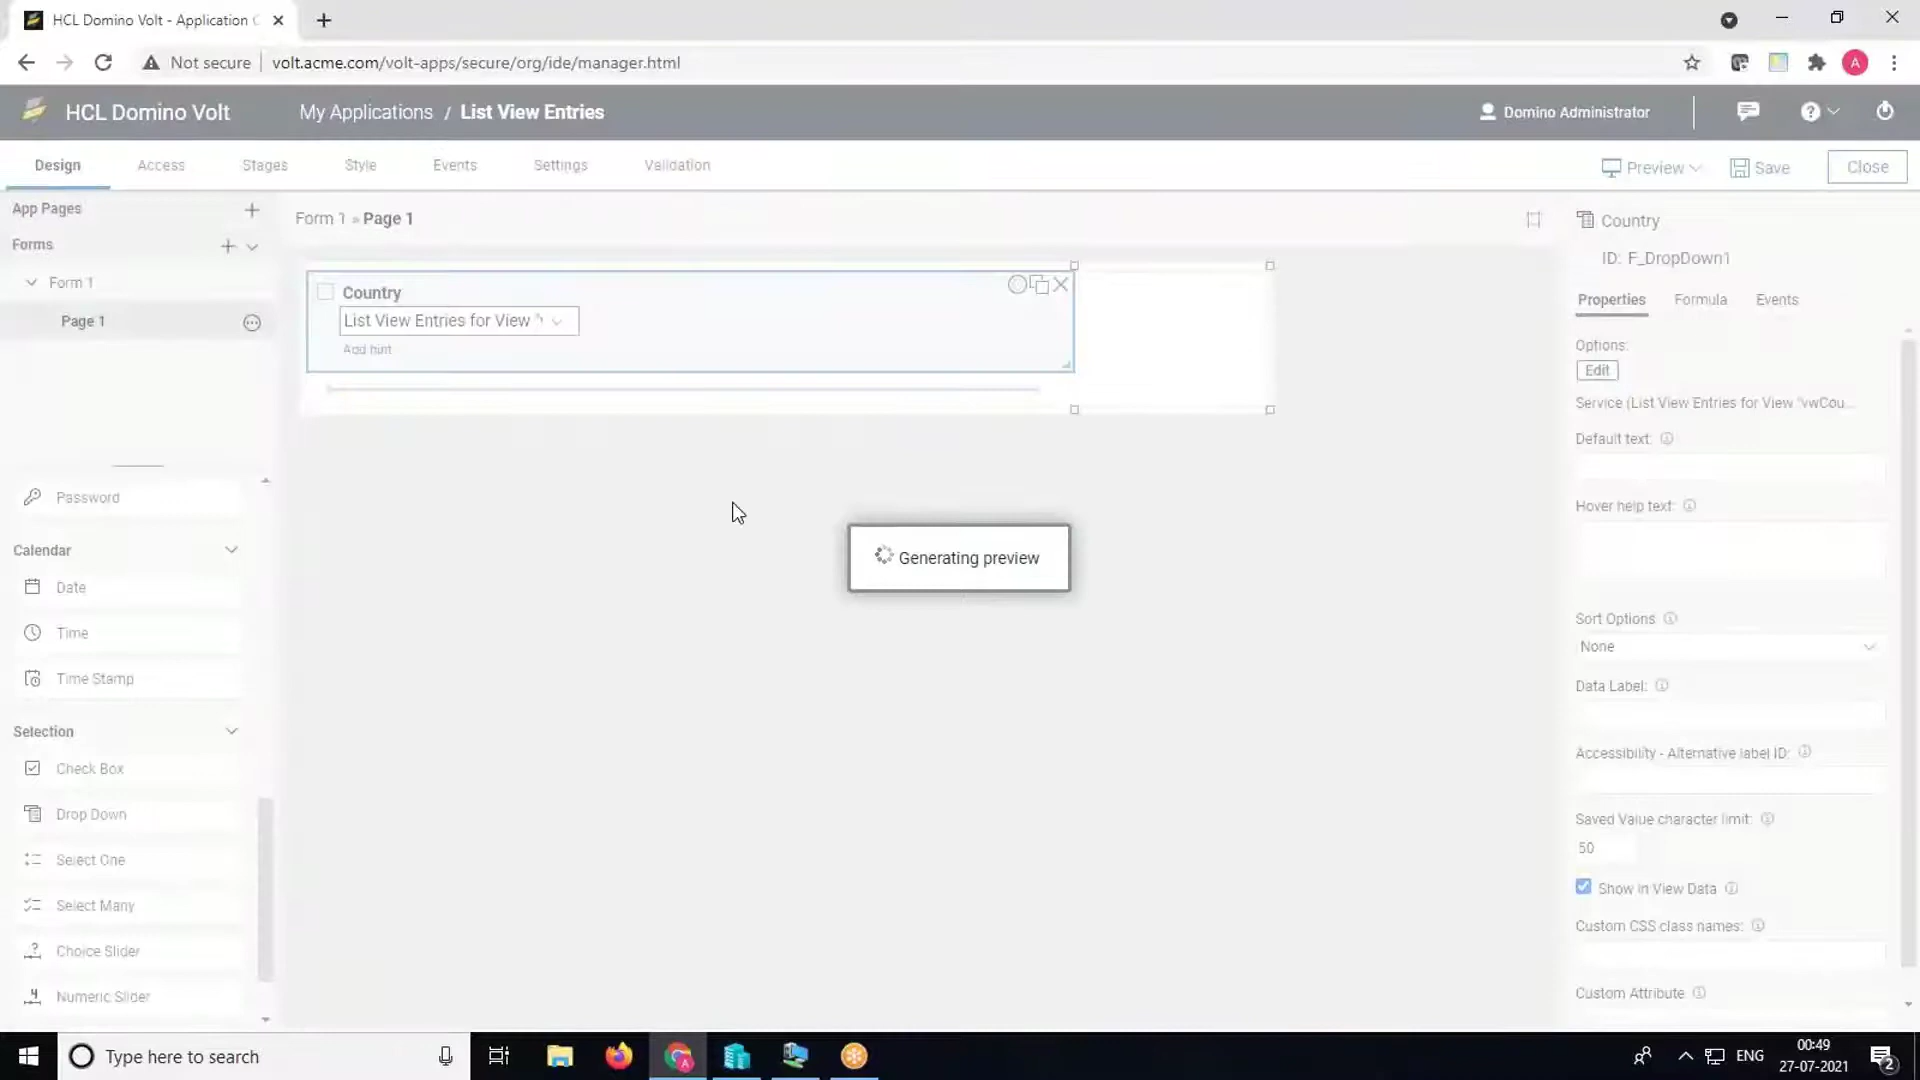 HCL Domino Volt - Application
Not secure
volt.acme.com/volt-apps/secure/org/ide/manager.html
A
HCL Domino Volt
My Applications / List View Entries
Domino Administrator
Design
Access
Stages
Style
Events
Settings
Validation
Preview
Save
Close
App Pages
Forms
Form 1
Page 1
Form 1 » Page 1
Country
List View Entries for View "
Add hint
Generating preview
Password
Calendar
Date
Time
Time Stamp
Selection
Check Box
Drop Down
Select One
Select Many
Choice Slider
Numeric Slider
Country
ID: F_DropDown1
Properties
Formula
Events
Options:
Edit
Service (List View Entries for View "vwCou...
Default text:
Hover help text:
Sort Options
None
Data Label:
Accessibility - Alternative label ID:
Saved Value character limit:
50
Show in View Data
Custom CSS class names:
Custom Attribute
Type here to search
ENG
00:49
27-07-2021
2